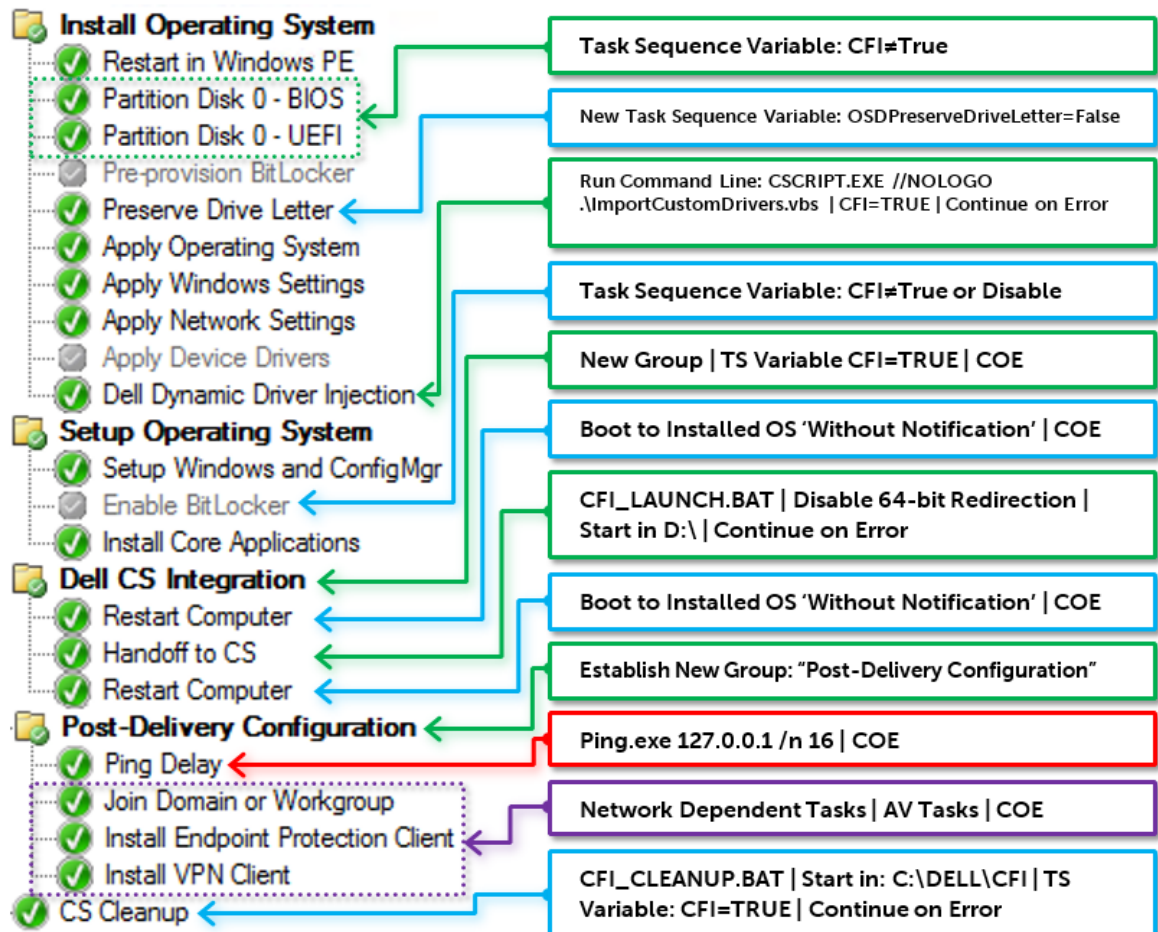 Install Operating System
Restart in Windows PE
Partition Disk 0 - BIOS
Partition Disk 0 - UEFI
Pre-provision BitLocker
Preserve Drive Letter
Apply Operating System
Apply Windows Settings
Apply Network Settings
Apply Device Drivers
Dell Dynamic Driver Injection
Setup Operating System
Setup Windows and ConfigMgr
Enable BitLocker
Install Core Applications
Dell CS Integration
Restart Computer
Handoff to CS
Restart Computer
Post-Delivery Configuration
Ping Delay
Join Domain or Workgroup
Install Endpoint Protection Client
Install VPN Client
CS Cleanup
Task Sequence Variable: CFI≠True
New Task Sequence Variable: OSDPreserveDriveLetter=False
Run Command Line: CSCRIPT.EXE //NOLOGO
.\ImportCustomDrivers.vbs | CFI=TRUE | Continue on Error
Task Sequence Variable: CFI≠True or Disable
New Group | TS Variable CFI=TRUE | COE
Boot to Installed OS ‘Without Notification’ | COE
CFI_LAUNCH.BAT | Disable 64-bit Redirection |
Start in D:\ | Continue on Error
Boot to Installed OS ‘Without Notification’ | COE
Establish New Group: “Post-Delivery Configuration”
Ping.exe 127.0.0.1 /n 16 | COE
Network Dependent Tasks | AV Tasks | COE
CFI_CLEANUP.BAT | Start in: C:\DELL\CFI | TS
Variable: CFI=TRUE | Continue on Error